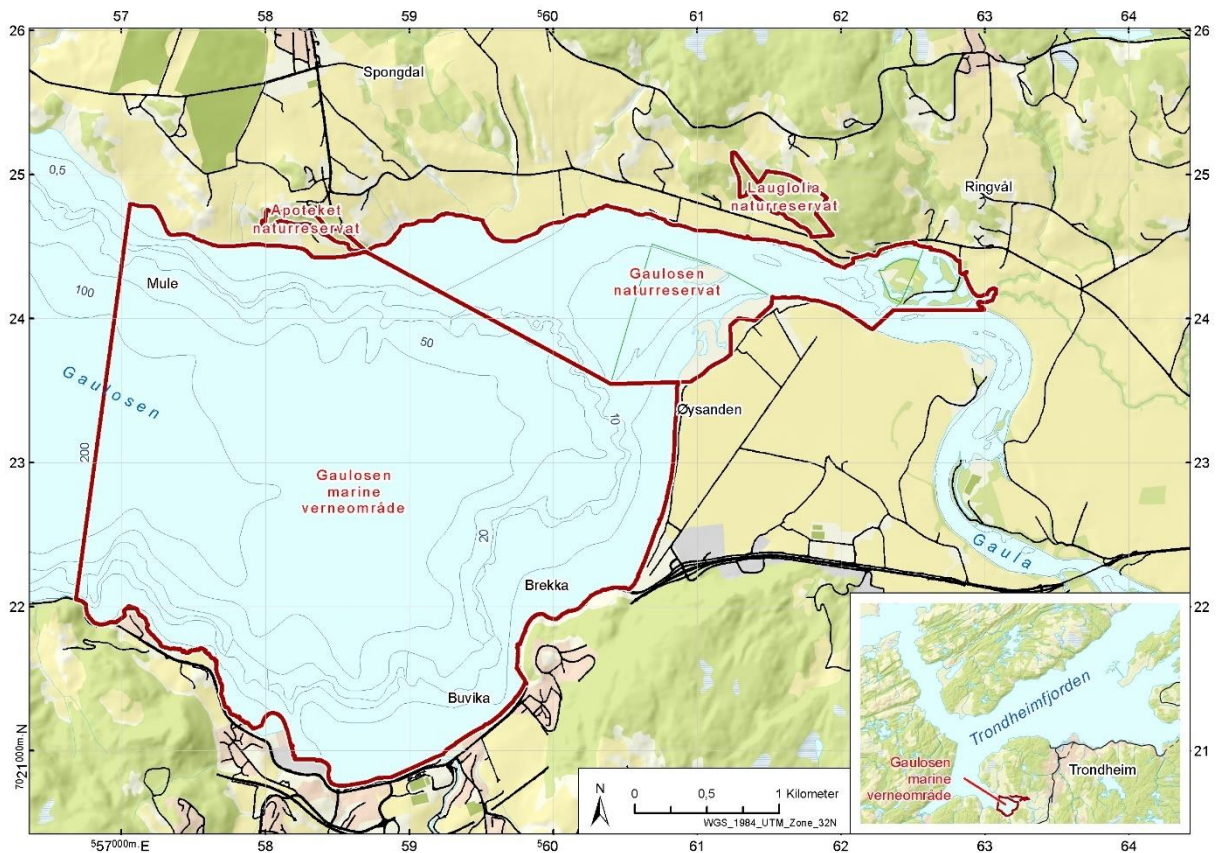 57
58
59
⁵60
61
62
63
64
26
26
Spongdal
0,5
25
25
Lauglolia
naturreservat
Ringvål
Apoteket
naturreservat
Gaulosen
naturreservat
Mule
100
24
24
50
Gaulosen
Øysanden
10
200
23
23
Gaulosen
marine
verneområde
20
Gaula
Brekka
22
22
Buvika
Trondheimfjorden
70²1000m.N
21
Gaulosen
marine
verneområde
Trondheim
N
0 0,5 1 Kilometer
WGS_1984_UTM_Zone_32N
⁵57000m.E
58
59
⁵60
61
62
63
64